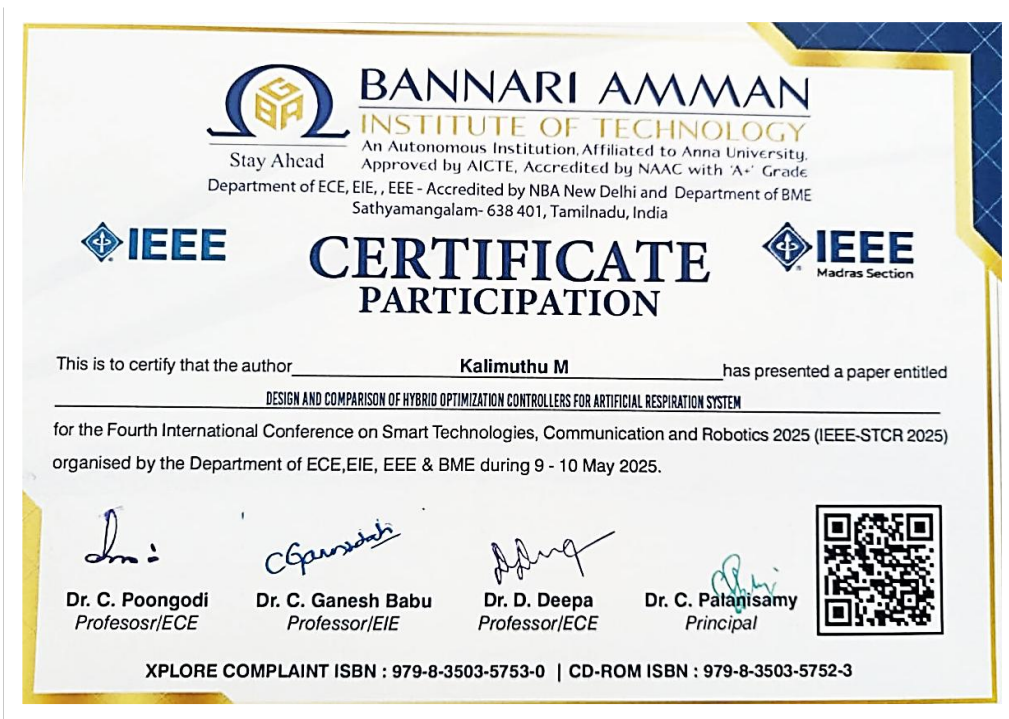 BANNARI AMMAN
INSTITUTE OF TECHNOLOGY
An Autonomous Institution, Affiliated to Anna University,
Approved by AICTE, Accredited by NAAC with 'A+' Grade
GBA
Stay Ahead
Department of ECE, EIE, , EEE - Accredited by NBA New Delhi and Department of BME
Sathyamangalam- 638 401, Tamilnadu, India
IEEE
IEEE
Madras Section
CERTIFICATE
PARTICIPATION
This is to certify that the author Kalimuthu M has presented a paper entitled
DESIGN AND COMPARISON OF HYBRID OPTIMIZATION CONTROLLERS FOR ARTIFICIAL RESPIRATION SYSTEM
for the Fourth International Conference on Smart Technologies, Communication and Robotics 2025 (IEEE-STCR 2025)
organised by the Department of ECE,EIE, EEE & BME during 9 - 10 May 2025.
Dr. C. Poongodi
Profesosr/ECE
Dr. C. Ganesh Babu
Professor/EIE
Dr. D. Deepa
Professor/ECE
Dr. C. Palanisamy
Principal
XPLORE COMPLAINT ISBN : 979-8-3503-5753-0 | CD-ROM ISBN : 979-8-3503-5752-3